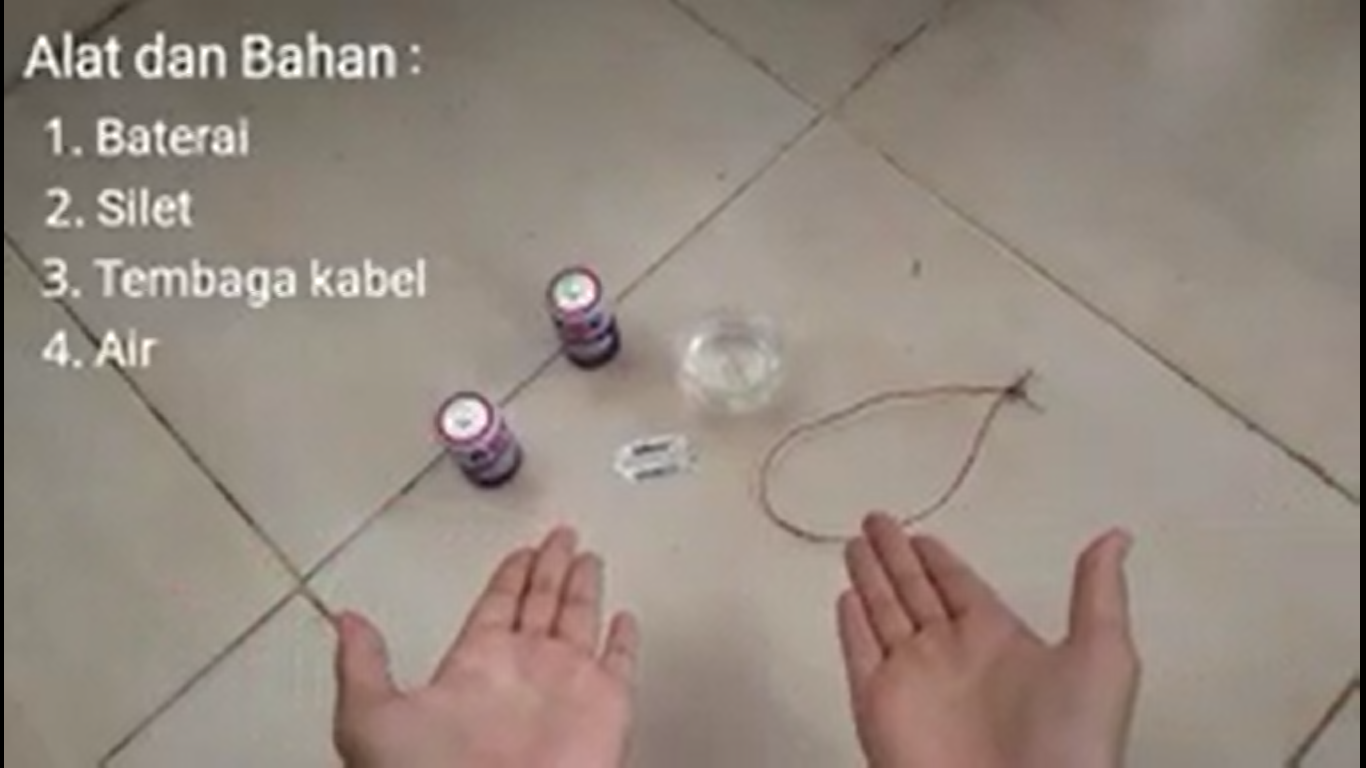 Alat dan Bahan :
1. Baterai
2. Silet
3. Tembaga kabel
4. Air